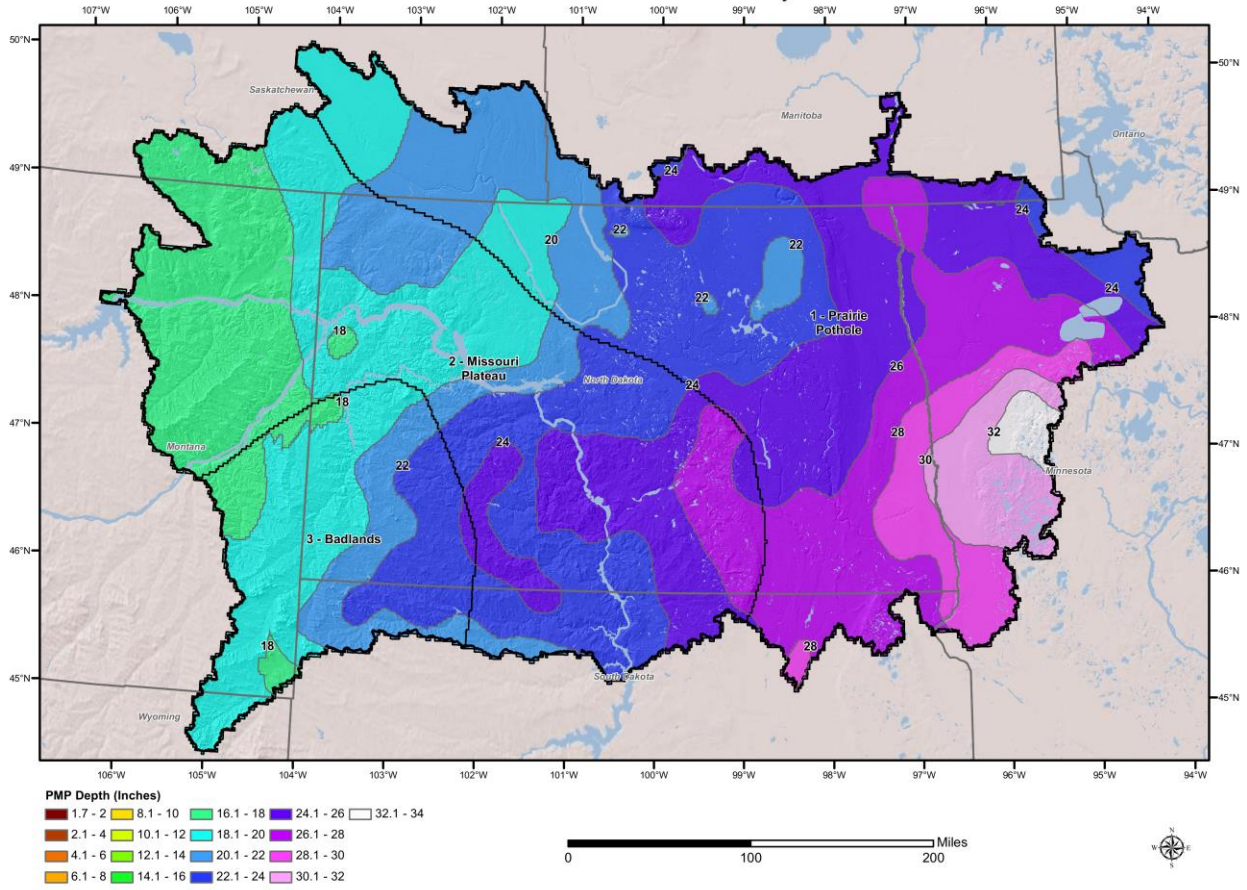 107°W 106°W 105°W 104°W 103°W 102°W 101°W 100°W 99°W 98°W 97°W 96°W 95°W 94°W
50°N 50°N
Saskatchewan
Manitoba
Ontario
49°N 49°N
24
24
22
20
22
24
48°N 48°N
22
18
1 - Prairie
Pothole
2 - Missouri
Plateau
North Dakota
26
24
18
47°N 47°N
Montana
24
28
32
22
30
Minnesota
46°N 46°N
3 - Badlands
18
28
45°N 45°N
South Dakota
Wyoming
106°W 105°W 104°W 103°W 102°W 101°W 100°W 99°W 98°W 97°W 96°W 95°W 94°W
PMP Depth (Inches)
1.7 - 2 8.1 - 10 16.1 - 18 24.1 - 26 32.1 - 34
2.1 - 4 10.1 - 12 18.1 - 20 26.1 - 28
4.1 - 6 12.1 - 14 20.1 - 22 28.1 - 30
6.1 - 8 14.1 - 16 22.1 - 24 30.1 - 32
Miles
0 100 200
N
W E
S